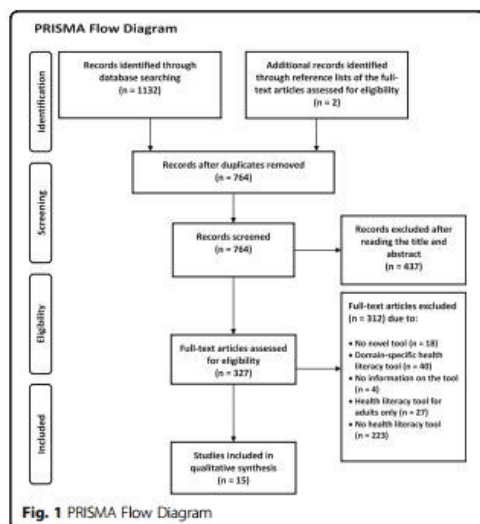 PRISMA Flow Diagram
Identification
Records identified through
database searching
(n = 1132)
Additional records identified
through reference lists of the full-
text articles assessed for eligibility
(n = 2)
Records after duplicates removed
(n = 764)
Screening
Records screened
(n = 764)
Records excluded after
reading the title and
abstract
(n = 437)
Eligibility
Full-text articles assessed
for eligibility
(n = 327)
Full-text articles excluded
(n = 312) due to:
• No novel tool (n = 18)
• Domain-specific health
literacy tool (n = 40)
• No information on the tool
(n = 4)
• Health literacy tool for
adults only (n = 27)
• No health literacy tool
(n = 223)
Included
Studies included in
qualitative synthesis
(n = 15)
Fig. 1 PRISMA Flow Diagram